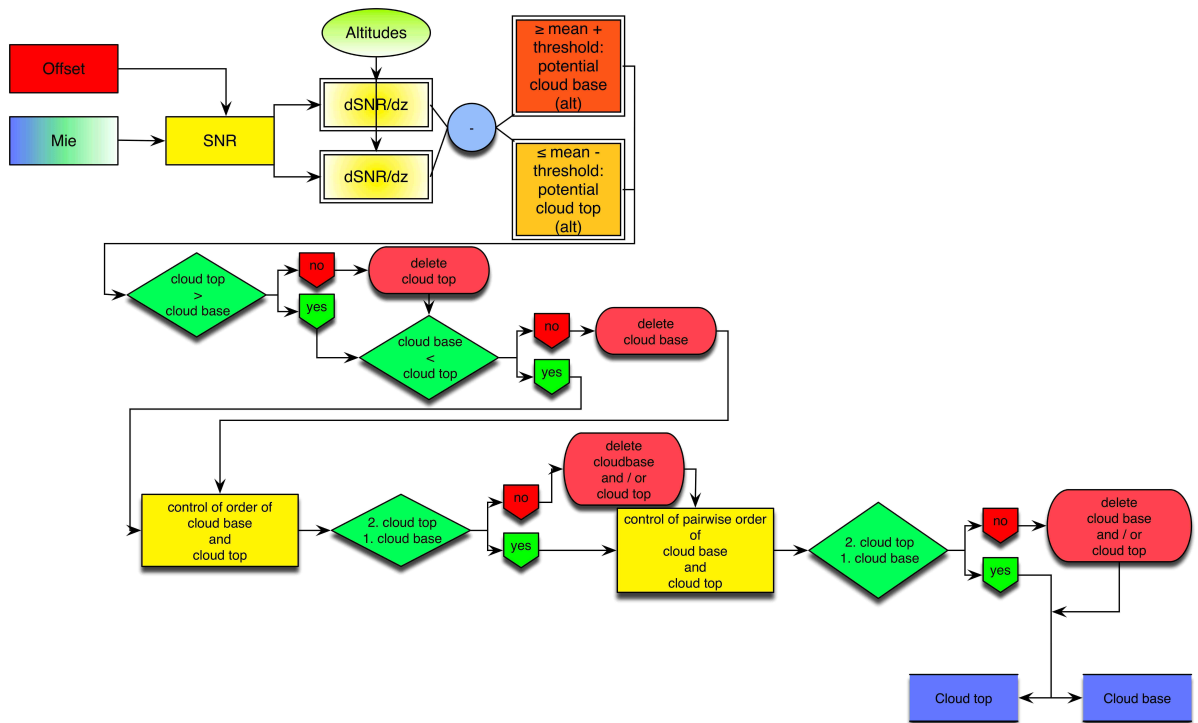 Altitudes
Offset
Mie
SNR
dSNR/dz
dSNR/dz
-
≥ mean +
threshold:
potential
cloud base
(alt)
≤ mean -
threshold:
potential
cloud top
(alt)
cloud top
>
cloud base
no
yes
delete
cloud top
cloud base
<
cloud top
no
yes
delete
cloud base
control of order of
cloud base
and
cloud top
2. cloud top
1. cloud base
no
yes
delete
cloudbase
and / or
cloud top
control of pairwise order
of
cloud base
and
cloud top
2. cloud top
1. cloud base
no
yes
delete
cloud base
and / or
cloud top
Cloud top
Cloud base